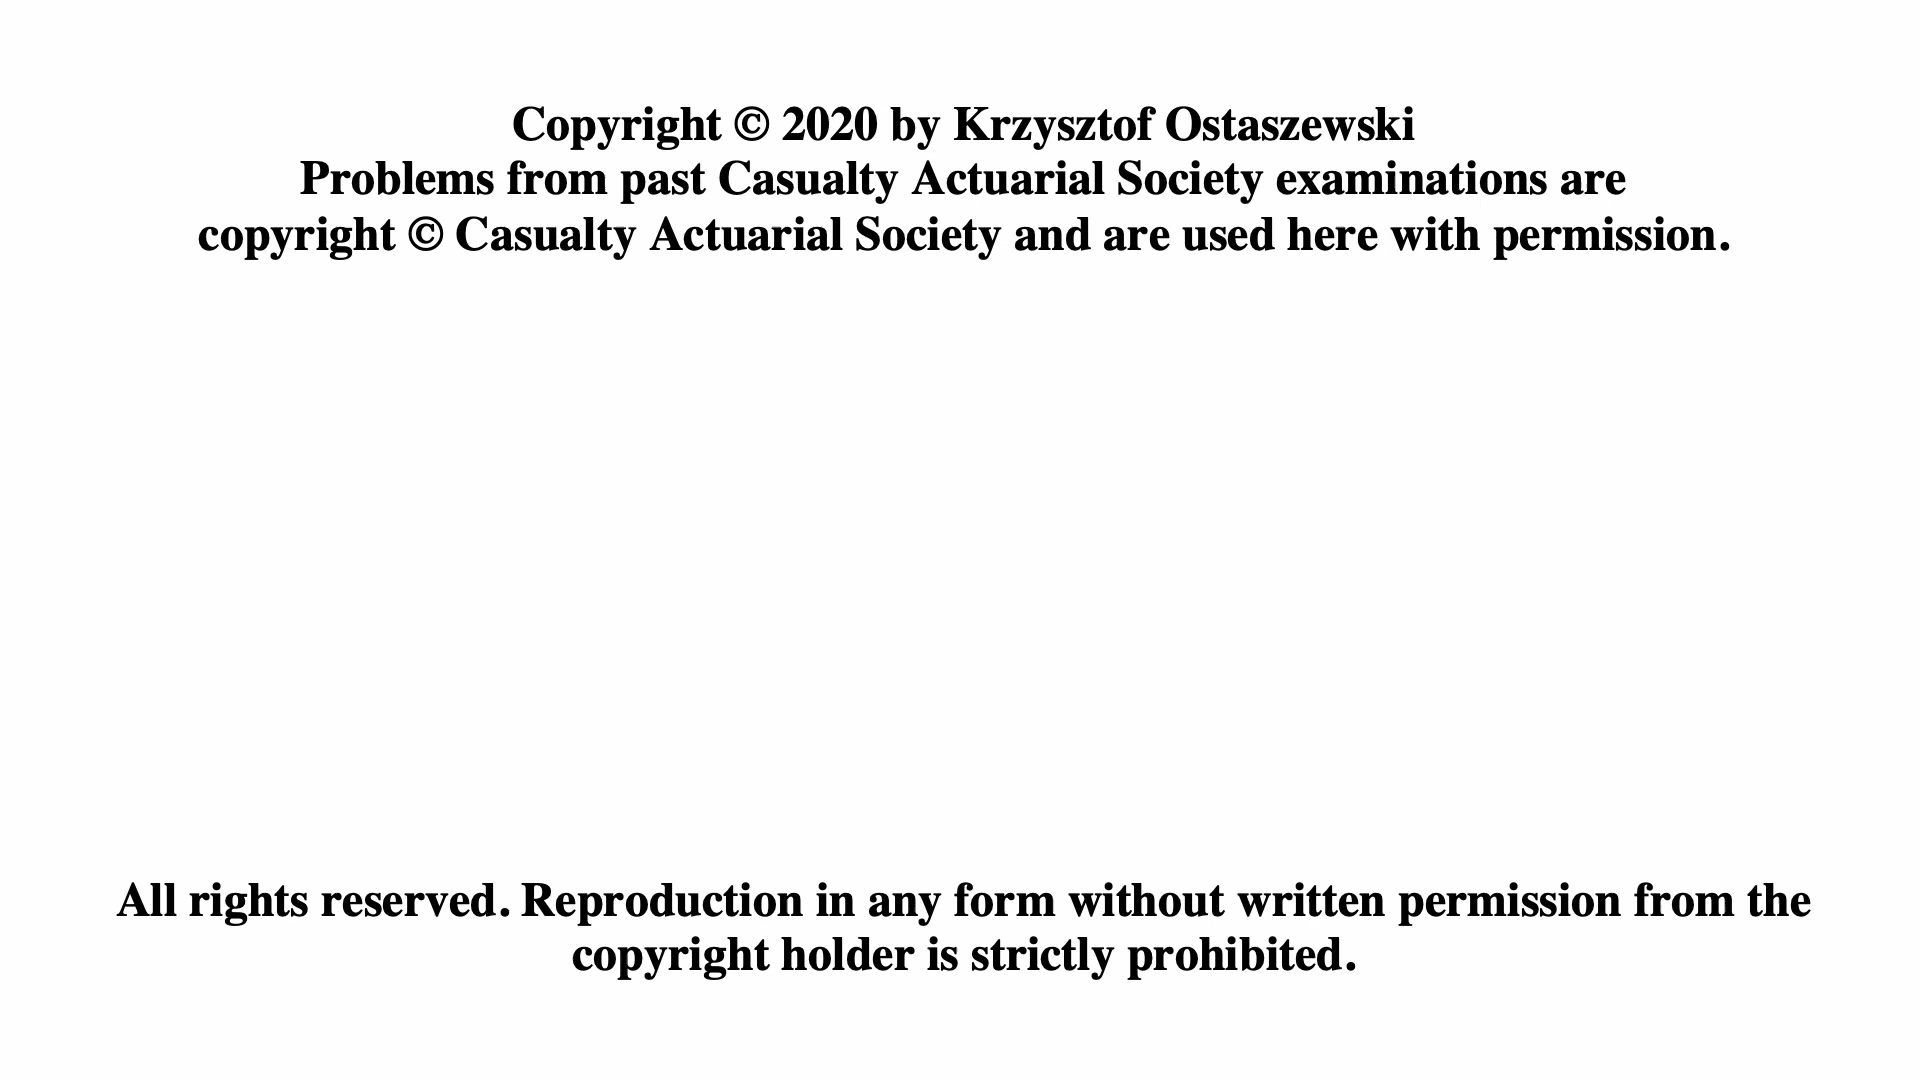 Copyright © 2020 by Krzysztof Ostaszewski
Problems from past Casualty Actuarial Society examinations are
copyright © Casualty Actuarial Society and are used here with permission.
All rights reserved. Reproduction in any form without written permission from the
copyright holder is strictly prohibited.